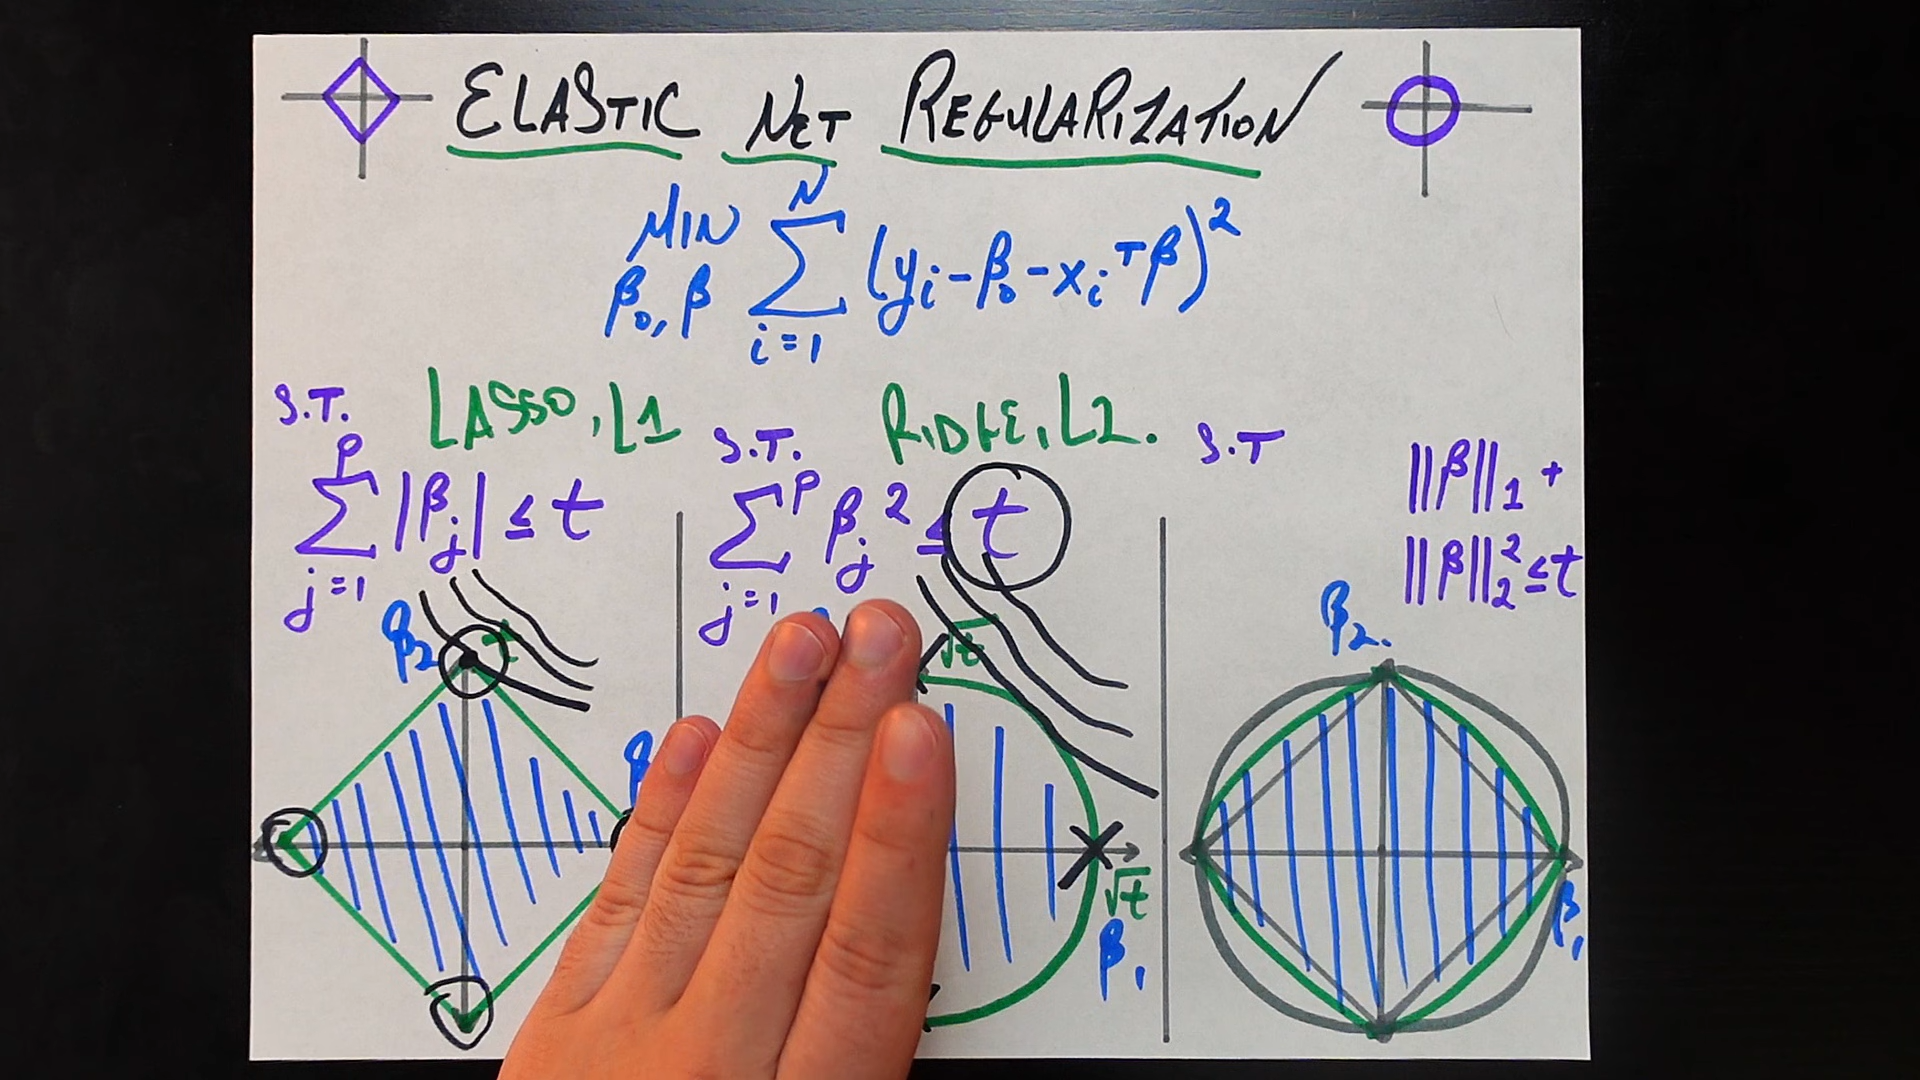 ELASTIC NET REGULARIZATION
MIN β₀, β N Σ i=1 (yi - β₀ - xiᵀβ)²
S.T. LASSO, L1
p Σ j=1 |βj| ≤ t
S.T. RIDGE, L2.
p Σ j=1 βj² ≤ t
S.T
||β||₁ +
||β||₂² ≤ t
β2
t
√t
√t
β1
β2.
β1